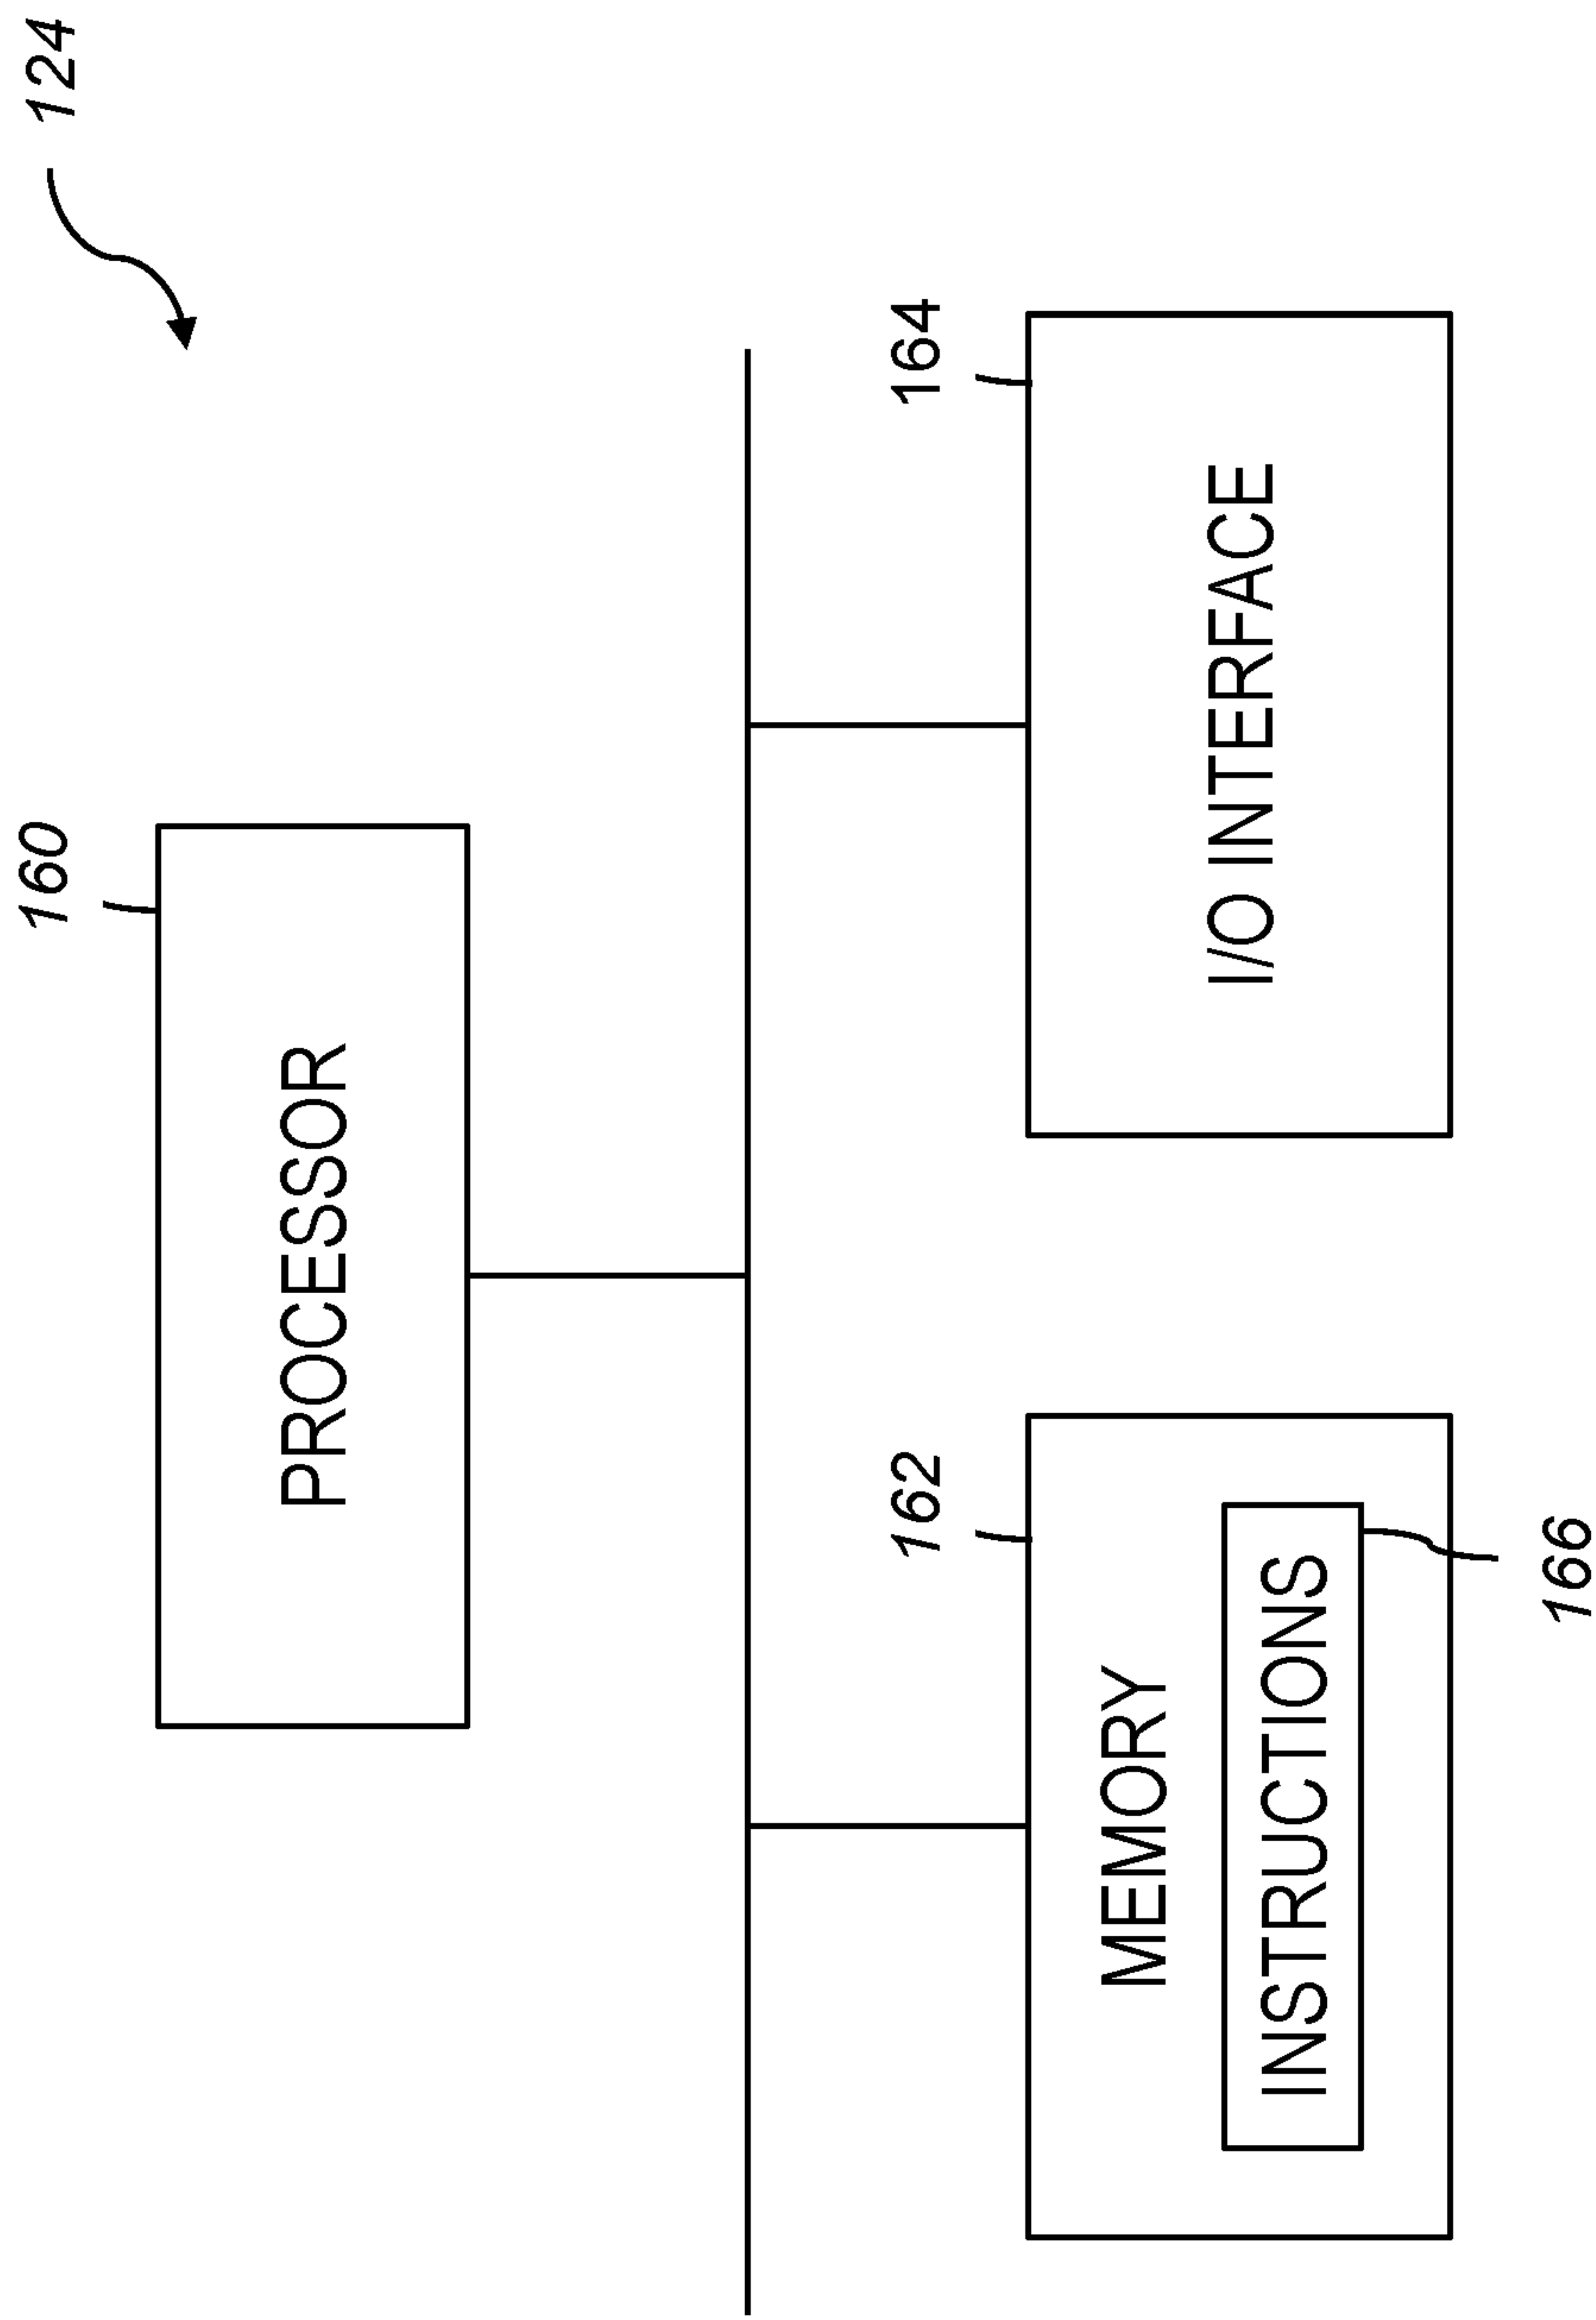 124
160
PROCESSOR
162
164
MEMORY
I/O INTERFACE
INSTRUCTIONS
166